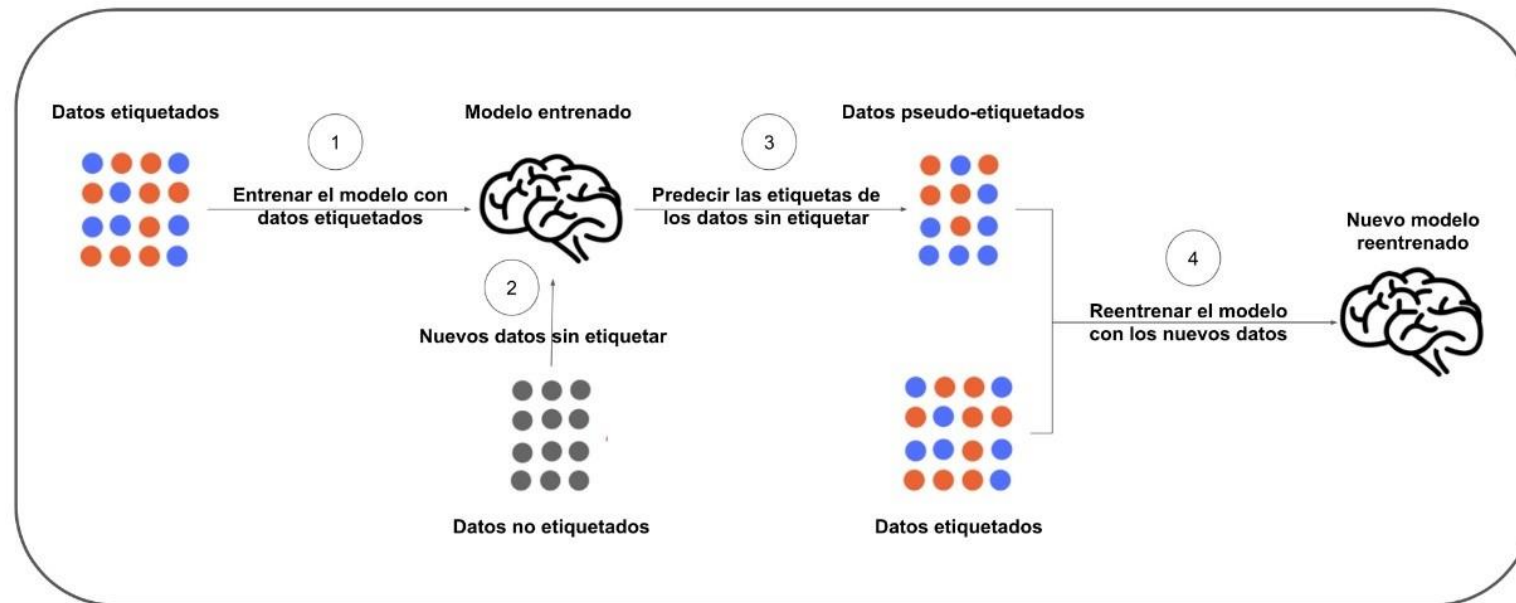 Datos etiquetados
1
Entrenar el modelo con
datos etiquetados
Modelo entrenado
2
Nuevos datos sin etiquetar
Datos no etiquetados
3
Predecir las etiquetas de
los datos sin etiquetar
Datos pseudo-etiquetados
Datos etiquetados
4
Reentrenar el modelo
con los nuevos datos
Nuevo modelo
reentrenado